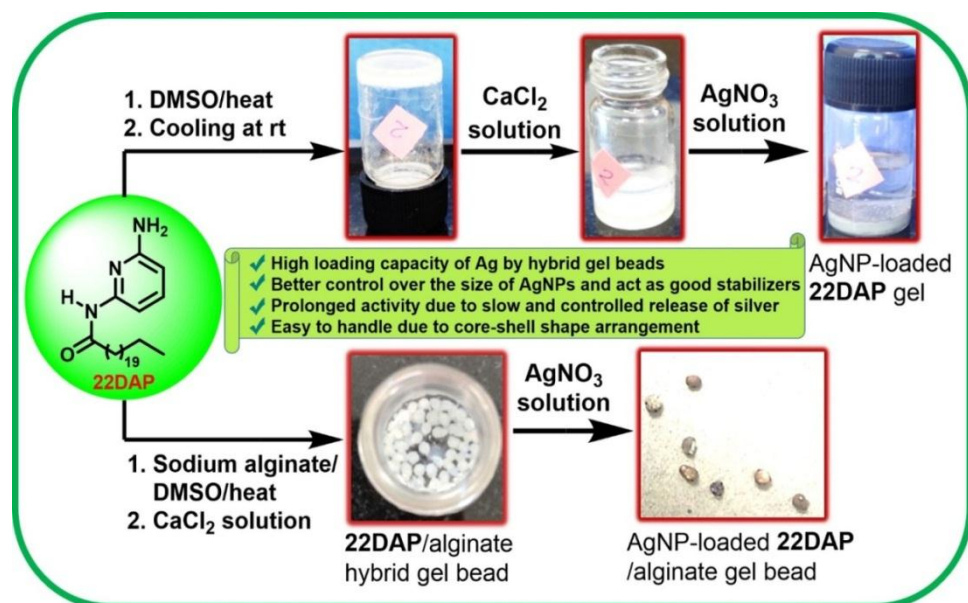 1. DMSO/heat
2. Cooling at rt
2
CaCl₂
solution
2
AgNO₃
solution
2
AgNP-loaded
22DAP gel
NH₂
N
H
N
O
19
22DAP
✓ High loading capacity of Ag by hybrid gel beads
✓ Better control over the size of AgNPs and act as good stabilizers
✓ Prolonged activity due to slow and controlled release of silver
✓ Easy to handle due to core-shell shape arrangement
1. Sodium alginate/
DMSO/heat
2. CaCl₂ solution
22DAP/alginate
hybrid gel bead
AgNO₃
solution
AgNP-loaded 22DAP
/alginate gel bead